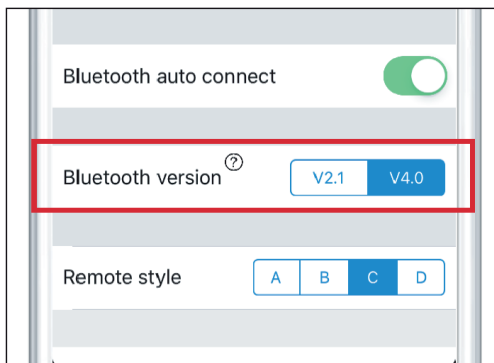 Bluetooth auto connect
Bluetooth version ? V2.1 V4.0
Remote style A B C D